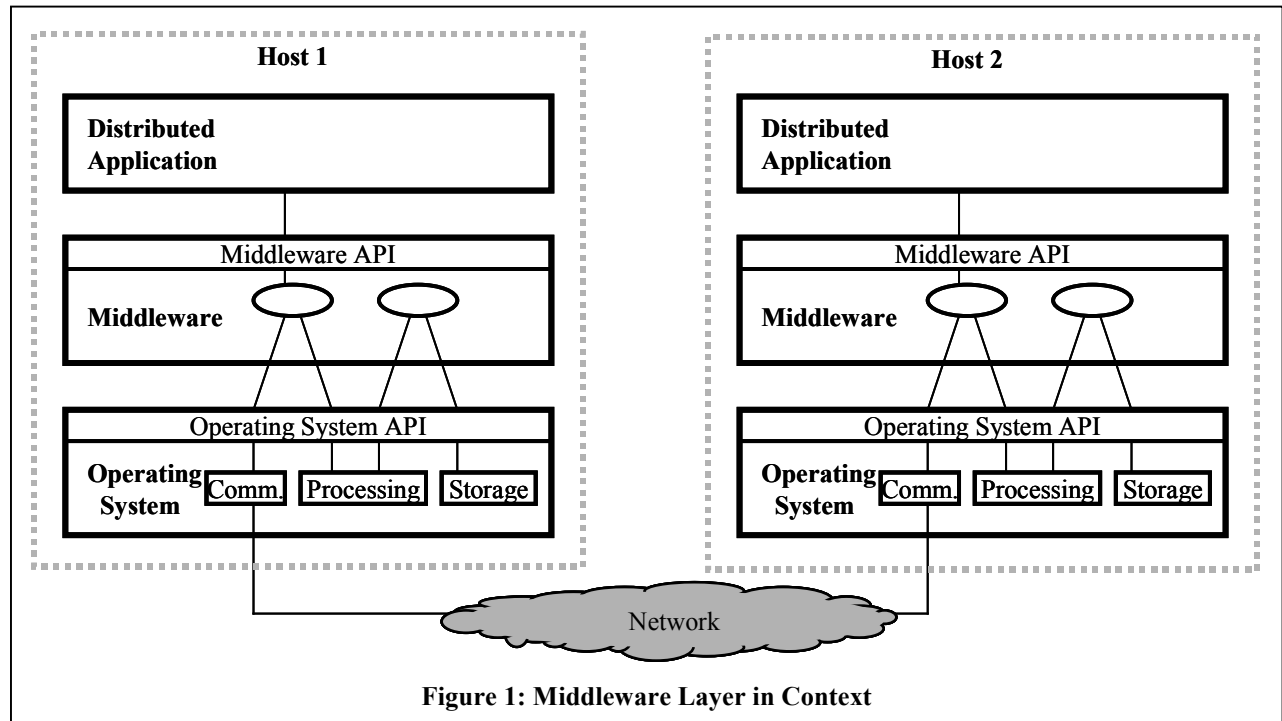 Host 1
Distributed
Application
Middleware API
Middleware
Operating System API
Operating
System
Comm.
Processing
Storage
Host 2
Distributed
Application
Middleware API
Middleware
Operating System API
Operating
System
Comm.
Processing
Storage
Network
Figure 1: Middleware Layer in Context